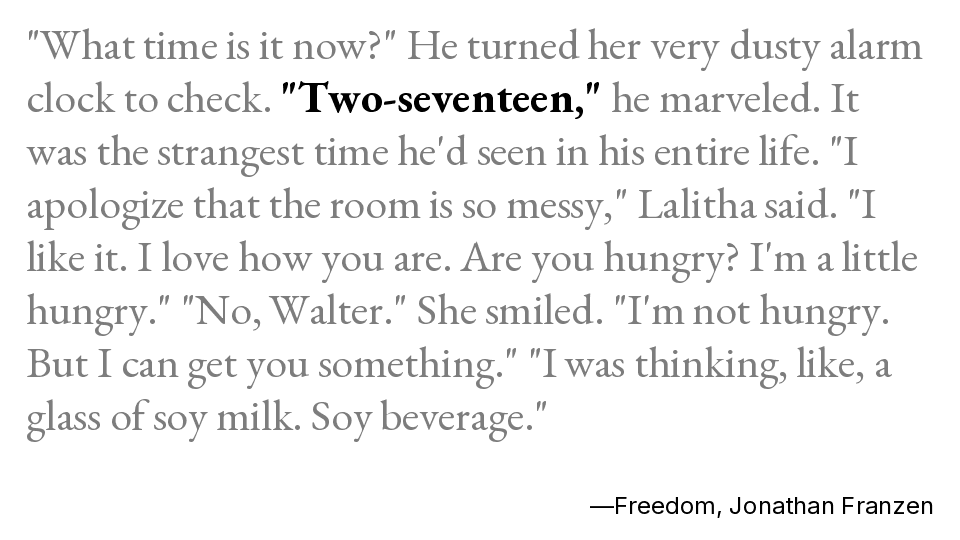 "What time is it now?" He turned her very dusty alarm
clock to check. "Two-seventeen," he marveled. It
was the strangest time he'd seen in his entire life. "I
apologize that the room is so messy," Lalitha said. "I
like it. I love how you are. Are you hungry? I'm a little
hungry." "No, Walter." She smiled. "I'm not hungry.
But I can get you something." "I was thinking, like, a
glass of soy milk. Soy beverage."
—Freedom, Jonathan Franzen